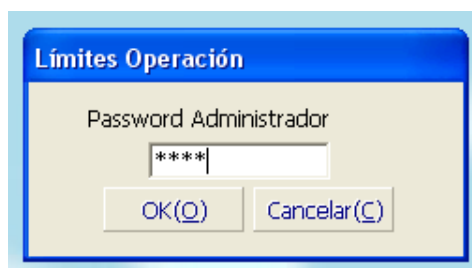 Límites Operación
Password Administrador
****
OK(O) Cancelar(C)